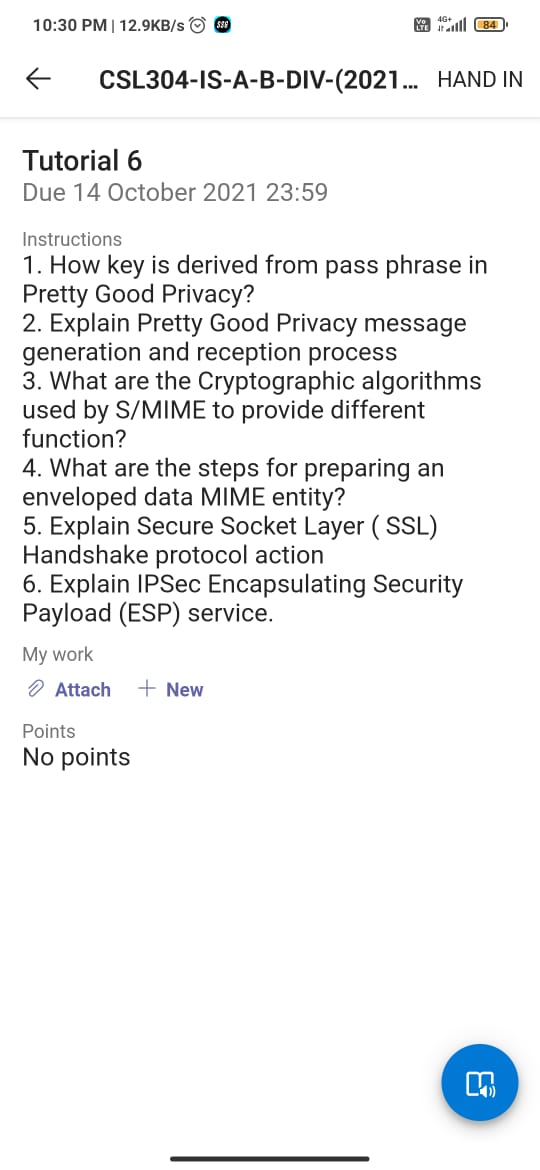 10:30 PM | 12.9KB/s
Vo LTE 4G+ 84
CSL304-IS-A-B-DIV-(2021... HAND IN
Tutorial 6
Due 14 October 2021 23:59
Instructions
1. How key is derived from pass phrase in
Pretty Good Privacy?
2. Explain Pretty Good Privacy message
generation and reception process
3. What are the Cryptographic algorithms
used by S/MIME to provide different
function?
4. What are the steps for preparing an
enveloped data MIME entity?
5. Explain Secure Socket Layer ( SSL)
Handshake protocol action
6. Explain IPSec Encapsulating Security
Payload (ESP) service.
My work
Attach + New
Points
No points